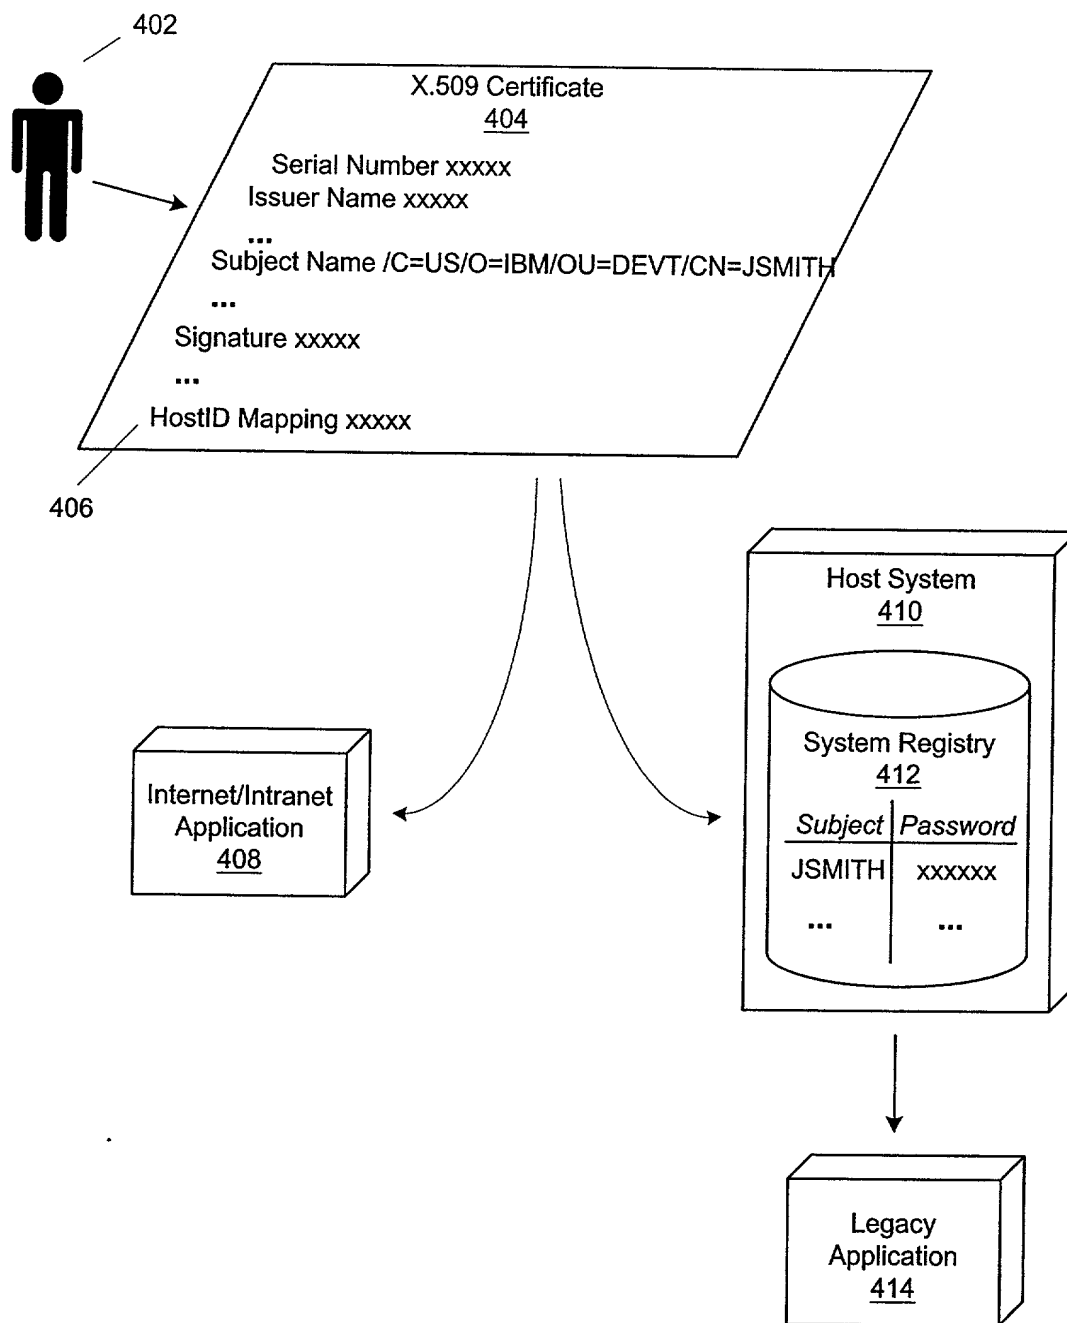 402
X.509 Certificate
404
Serial Number xxxxx
Issuer Name xxxxx
...
Subject Name /C=US/O=IBM/OU=DEVT/CN=JSMITH
...
Signature xxxxx
...
HostID Mapping xxxxx
406
Host System
410
System Registry
412
Subject Password
JSMITH xxxxxx
... ...
Internet/Intranet
Application
408
Legacy
Application
414